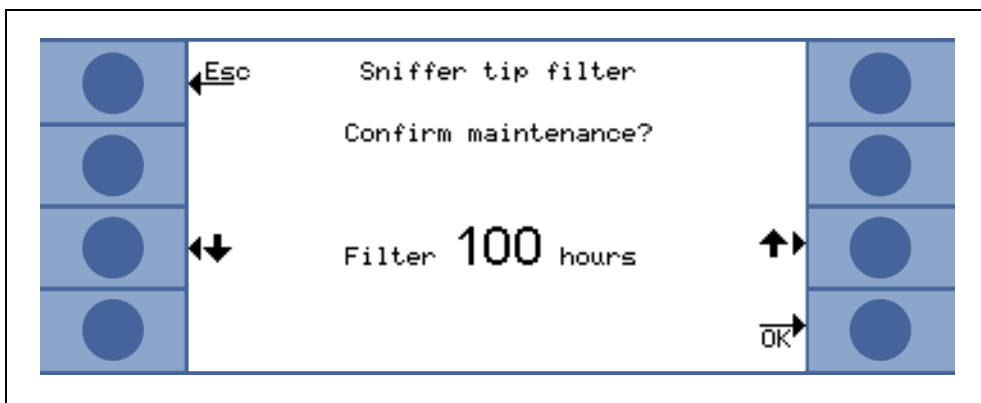 Esc
Sniffer tip filter
Confirm maintenance?
Filter 100 hours
OK